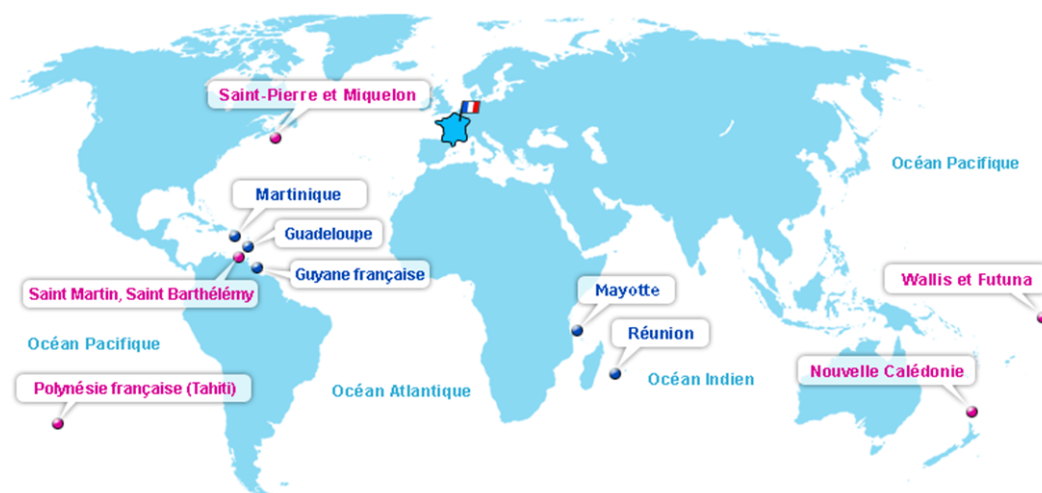 Saint-Pierre et Miquelon
Océan Pacifique
Martinique
Guadeloupe
Guyane française
Saint Martin, Saint Barthélémy
Mayotte
Wallis et Futuna
Réunion
Océan Pacifique
Polynésie française (Tahiti)
Océan Atlantique
Océan Indien
Nouvelle Calédonie